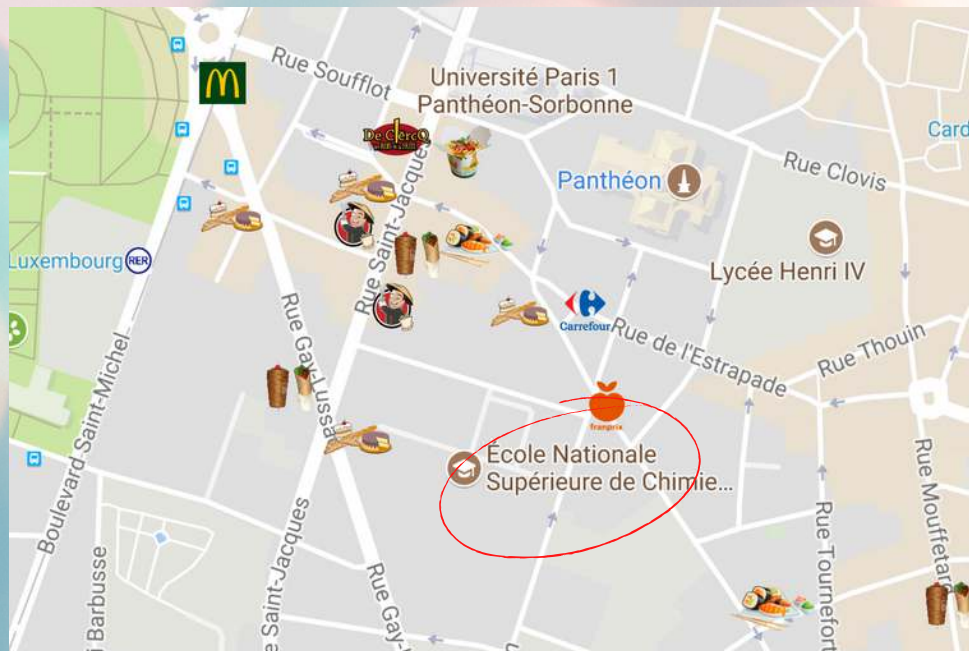 Rue Soufflot
Université Paris 1
Panthéon-Sorbonne
De Clercq
Card
Rue Clovis
Panthéon
Lycée Henri IV
Luxembourg
RER
Rue Saint-Jacques
Carrefour
Rue de l'Estrapade
Rue Thouin
Rue Gay-Lussa
Boulevard Saint-Michel
franprix
École Nationale
Supérieure de Chimie...
Rue Mouffetard
Rue Tournefort
i Barbusse
e Saint-Jacques
Rue Gay-